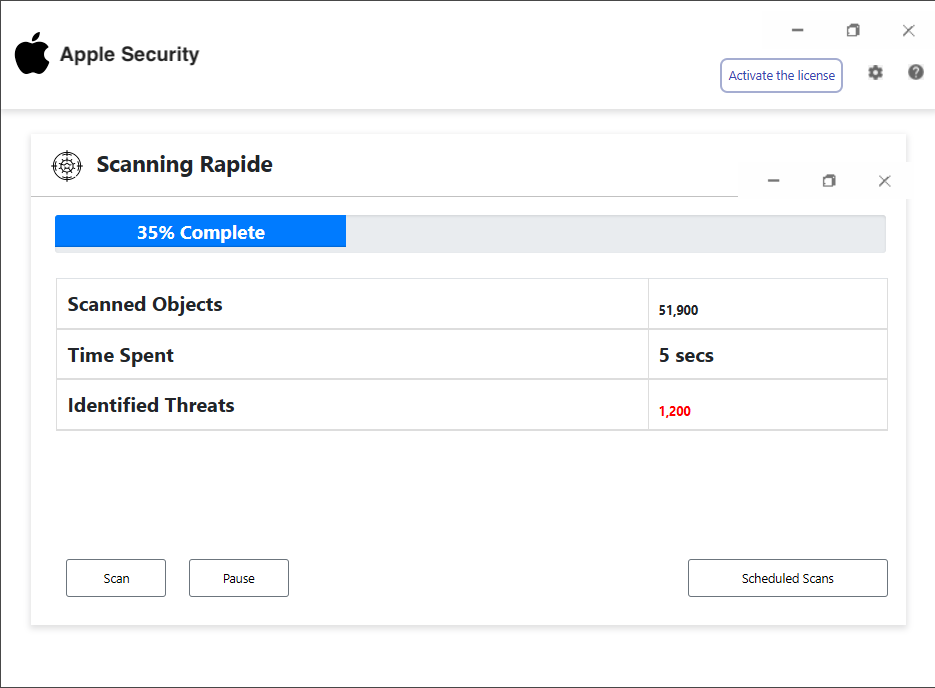 Apple Security
Activate the license
Scanning Rapide
35% Complete
Scanned Objects 51,900
Time Spent 5 secs
Identified Threats 1,200
Scan Pause Scheduled Scans